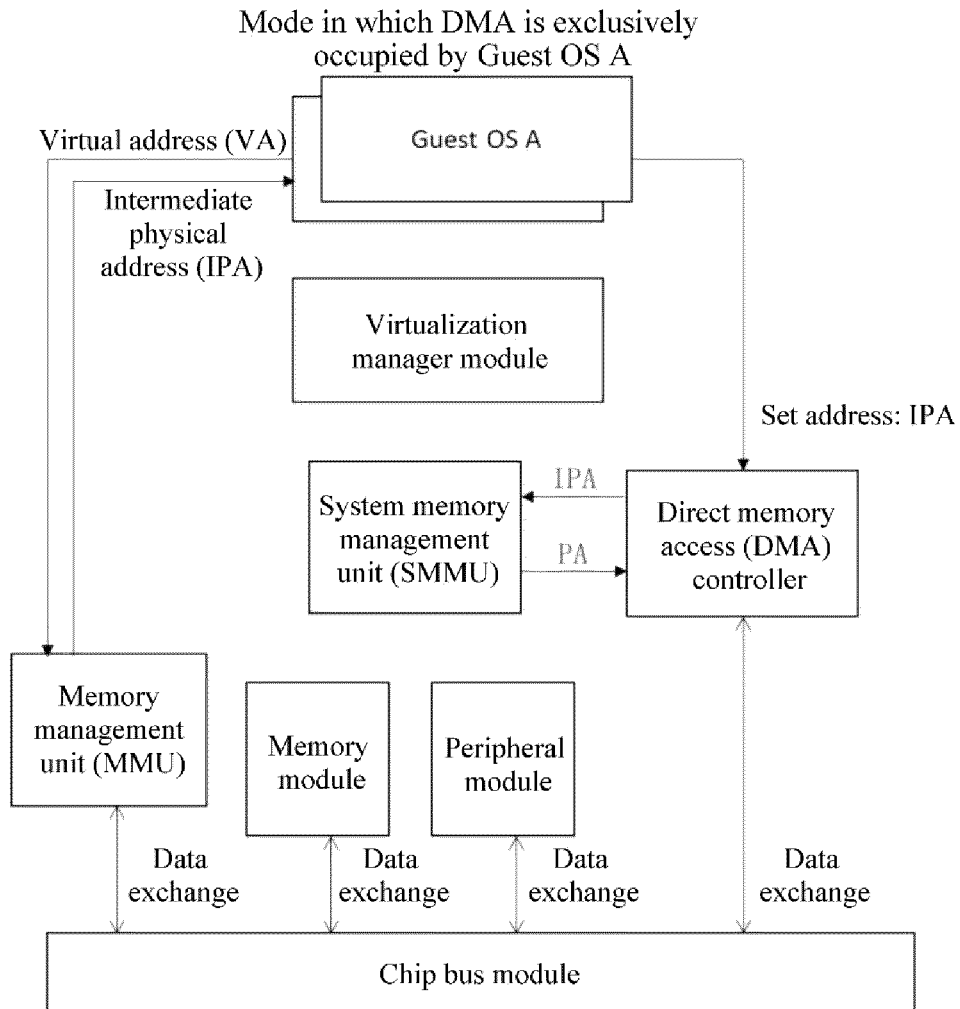 Mode in which DMA is exclusively
occupied by Guest OS A
Virtual address (VA)
Guest OS A
Intermediate
physical
address (IPA)
Virtualization
manager module
Set address: IPA
System memory
management
unit (SMMU)
IPA
PA
Direct memory
access (DMA)
controller
Memory
management
unit (MMU)
Memory
module
Peripheral
module
Data
exchange
Data
exchange
Data
exchange
Data
exchange
Chip bus module